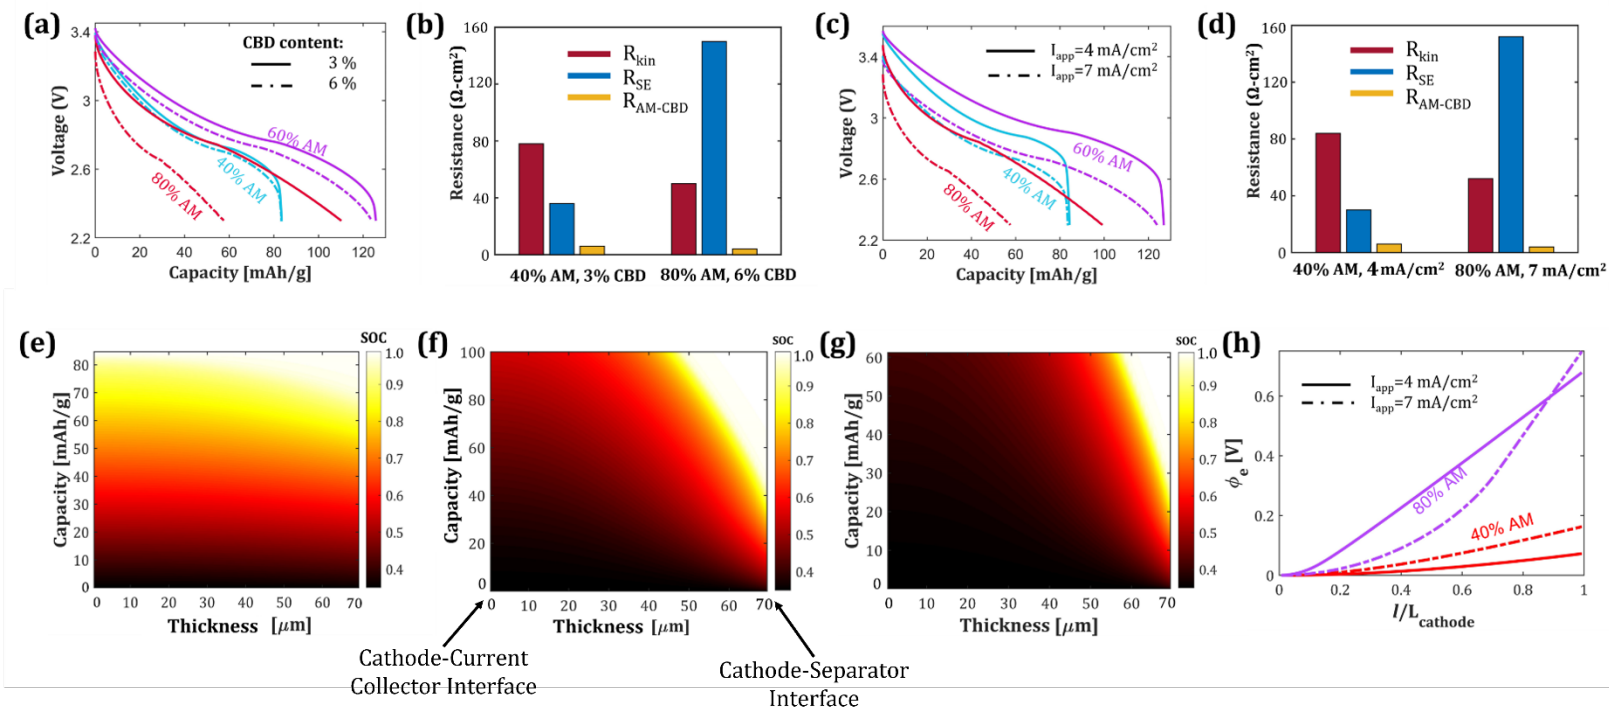 (a)
3.4
3
2.6
2.2
Voltage (V)
CBD content:
3 %
6 %
60% AM
40% AM
80% AM
0 20 40 60 80 100 120
Capacity [mAh/g]
(b)
160
120
80
40
0
Resistance (Ω-cm²)
R_kin
R_SE
R_AM-CBD
40% AM, 3% CBD 80% AM, 6% CBD
(c)
3.4
3
2.6
2.2
Voltage (V)
I_app=4 mA/cm²
I_app=7 mA/cm²
60% AM
40% AM
80% AM
0 20 40 60 80 100 120
Capacity [mAh/g]
(d)
160
120
80
40
0
Resistance (Ω-cm²)
R_kin
R_SE
R_AM-CBD
40% AM, 4 mA/cm² 80% AM, 7 mA/cm²
(e)
SOC
80
70
60
50
40
30
20
10
0
Capacity [mAh/g]
1.0
0.9
0.8
0.7
0.6
0.5
0.4
0 10 20 30 40 50 60 70
Thickness [μm]
(f)
SOC
100
80
60
40
20
0
Capacity [mAh/g]
1.0
0.9
0.8
0.7
0.6
0.5
0.4
0 10 20 30 40 50 60 70
Thickness [μm]
Cathode-Current
Collector Interface
Cathode-Separator
Interface
(g)
SOC
60
50
40
30
20
10
0
Capacity [mAh/g]
1.0
0.9
0.8
0.7
0.6
0.5
0.4
0 10 20 30 40 50 60 70
Thickness [μm]
(h)
0.6
0.4
0.2
0
ϕ_e [V]
I_app=4 mA/cm²
I_app=7 mA/cm²
80% AM
40% AM
0 0.2 0.4 0.6 0.8 1
l/L_cathode